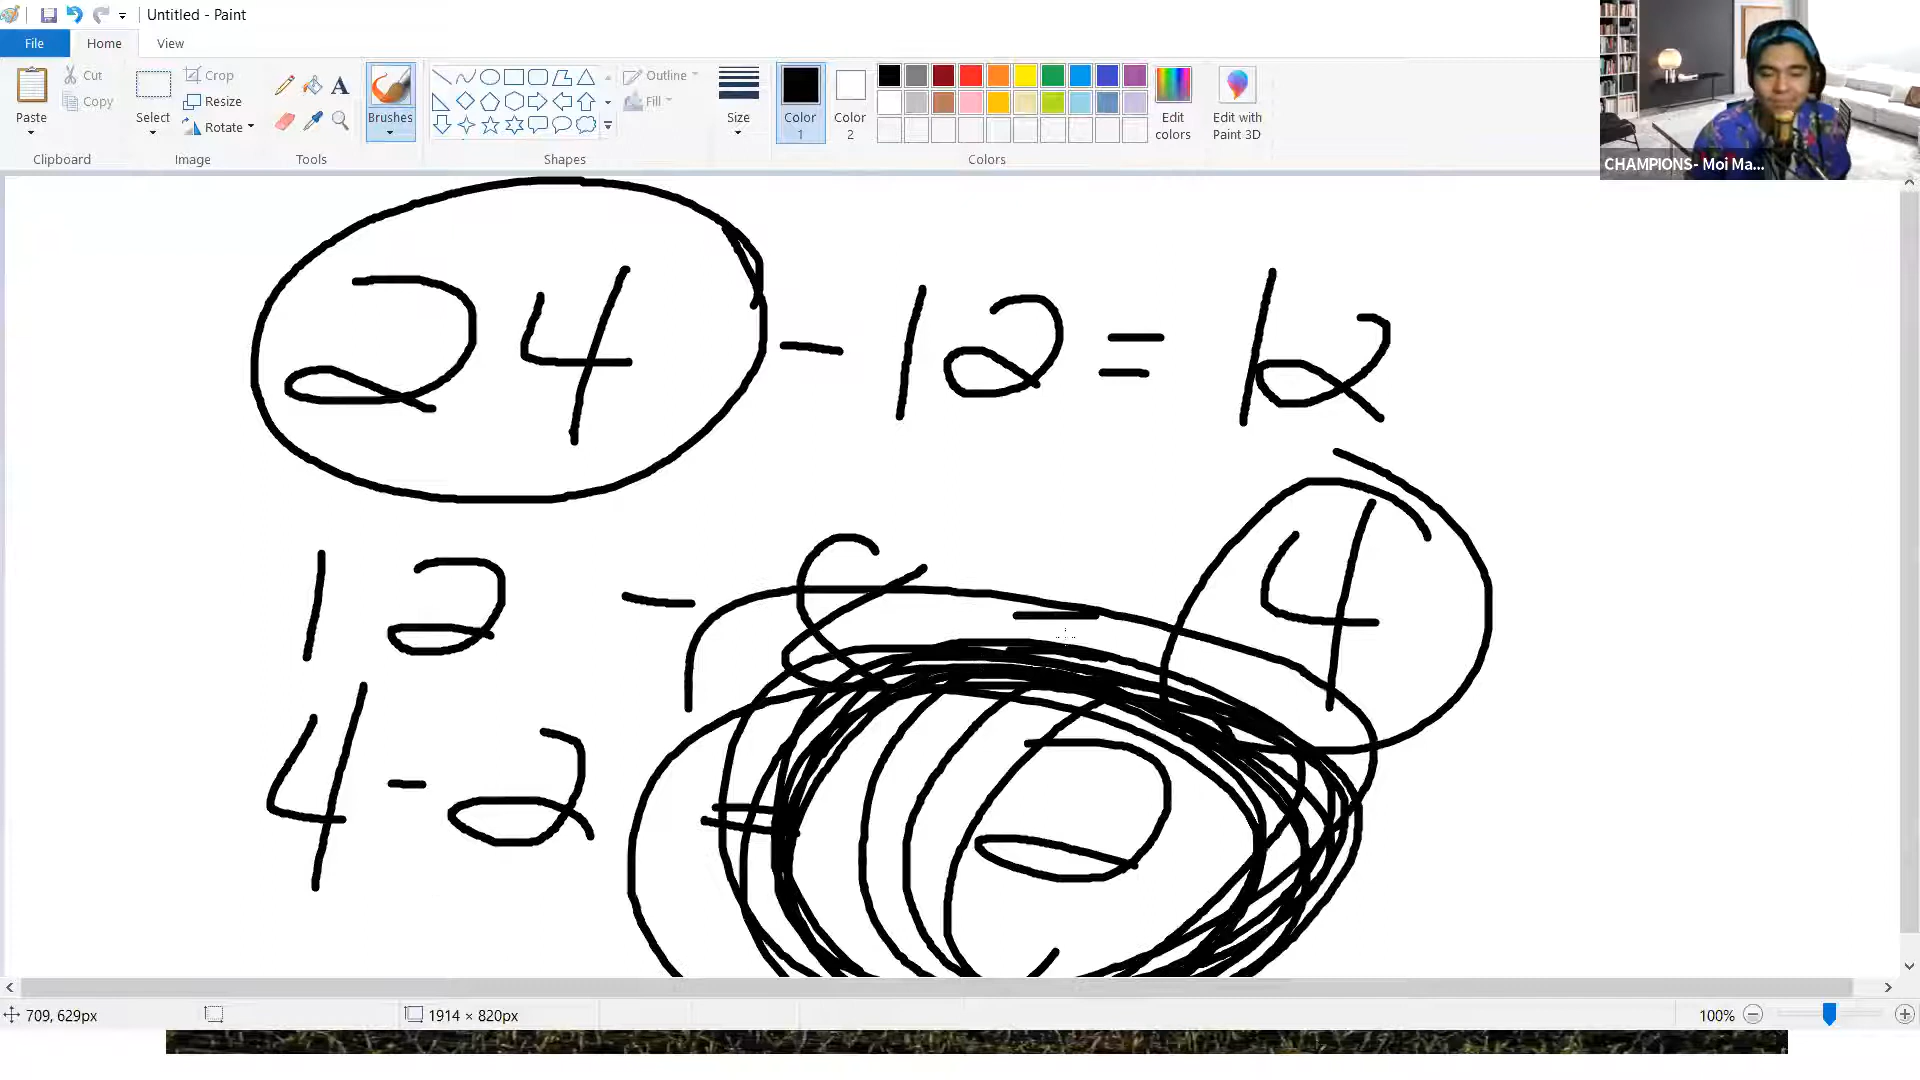 Untitled - Paint
File Home View
Paste
Cut
Copy
Clipboard
Select
Crop
Resize
Rotate
Image
Tools
Brushes
Outline
Fill
Shapes
Size
Color 1
Color 2
Edit colors
Edit with Paint 3D
Colors
CHAMPIONS- Moi Ma...
24 - 12 = 12
12 - 8 = 4
4 - 2 = 2
709, 629px
1914 × 820px
100%